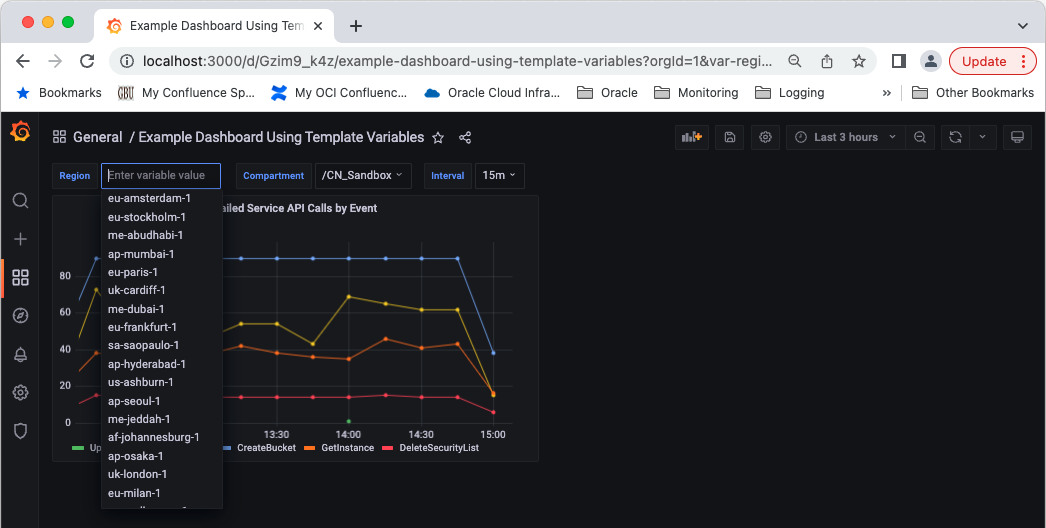 Example Dashboard Using Tem
localhost:3000/d/Gzim9_k4z/example-dashboard-using-template-variables?orgId=1&var-regi...
Update
Bookmarks
My Confluence Sp...
My OCI Confluenc...
Oracle Cloud Infra...
Oracle
Monitoring
Logging
»
Other Bookmarks
General / Example Dashboard Using Template Variables
Last 3 hours
Region
Enter variable value
Compartment
/CN_Sandbox
Interval
15m
eu-amsterdam-1
eu-stockholm-1
me-abudhabi-1
ap-mumbai-1
eu-paris-1
uk-cardiff-1
me-dubai-1
eu-frankfurt-1
sa-saopaulo-1
ap-hyderabad-1
us-ashburn-1
ap-seoul-1
me-jeddah-1
af-johannesburg-1
ap-osaka-1
uk-london-1
eu-milan-1
ailed Service API Calls by Event
80
60
40
20
0
13:30
14:00
14:30
15:00
Up
CreateBucket
GetInstance
DeleteSecurityList